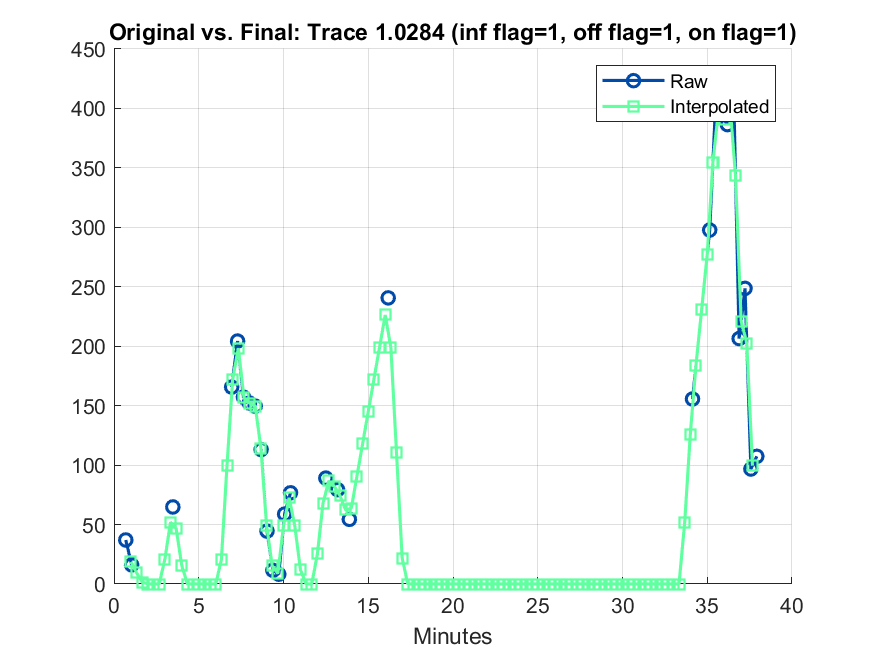 Original vs. Final: Trace 1.0284 (inf flag=1, off flag=1, on flag=1)
450
400
350
300
250
200
150
100
50
0
Raw
Interpolated
0 5 10 15 20 25 30 35 40
Minutes